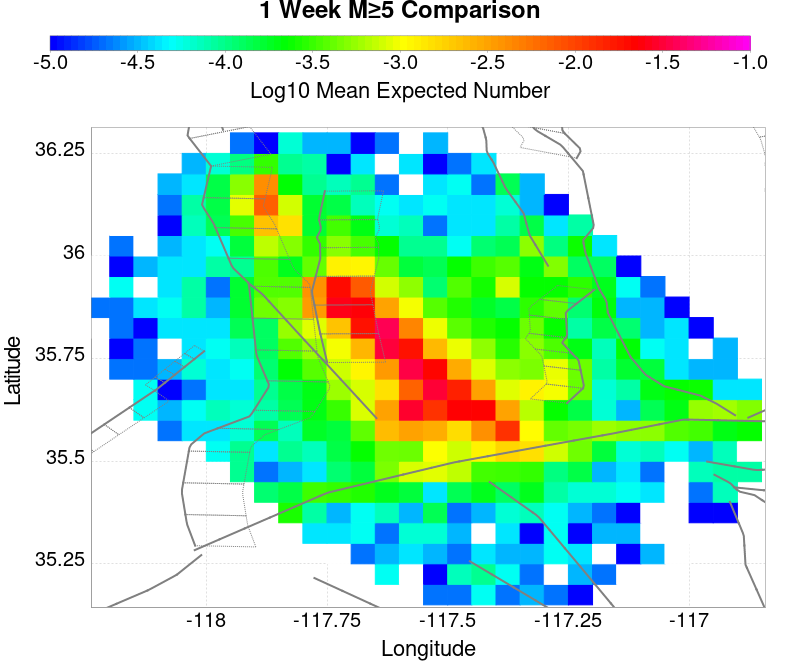 1 Week M≥5 Comparison
-5.0 -4.5 -4.0 -3.5 -3.0 -2.5 -2.0 -1.5 -1.0
Log10 Mean Expected Number
36.25
36
35.75
35.5
35.25
Latitude
-118 -117.75 -117.5 -117.25 -117
Longitude